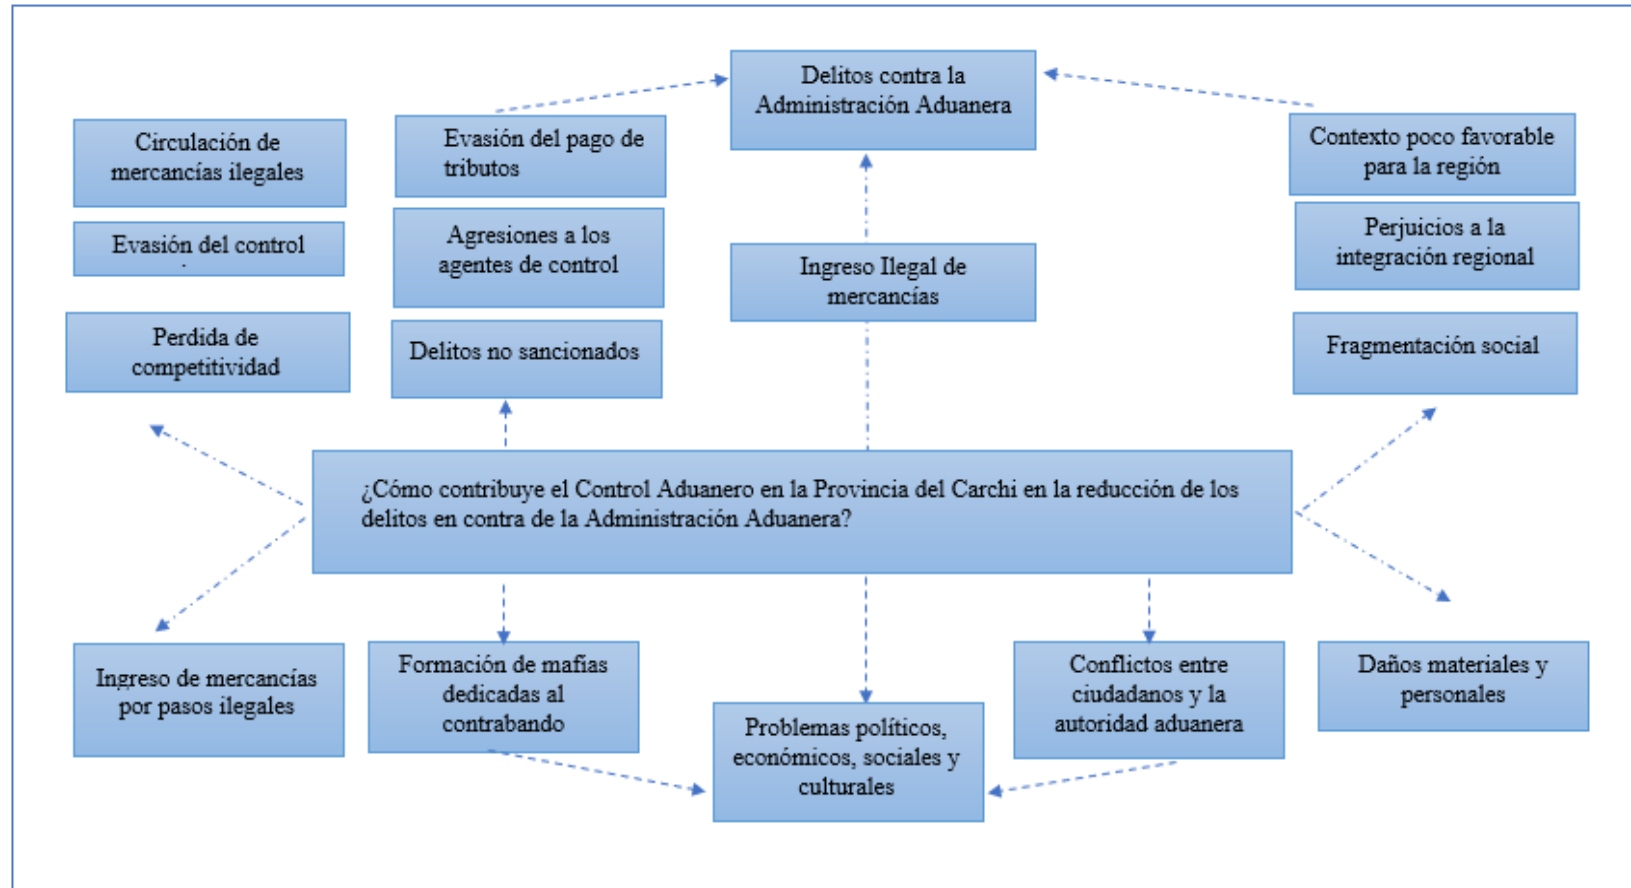 Delitos contra la
Administración Aduanera
Circulación de
mercancías ilegales
Evasión del pago de
tributos
Contexto poco favorable
para la región
Evasión del control
Agresiones a los
agentes de control
Ingreso Ilegal de
mercancías
Perjuicios a la
integración regional
Perdida de
competitividad
Delitos no sancionados
Fragmentación social
¿Cómo contribuye el Control Aduanero en la Provincia del Carchi en la reducción de los
delitos en contra de la Administración Aduanera?
Ingreso de mercancías
por pasos ilegales
Formación de mafías
dedicadas al
contrabando
Problemas políticos,
económicos, sociales y
culturales
Conflictos entre
ciudadanos y la
autoridad aduanera
Daños materiales y
personales